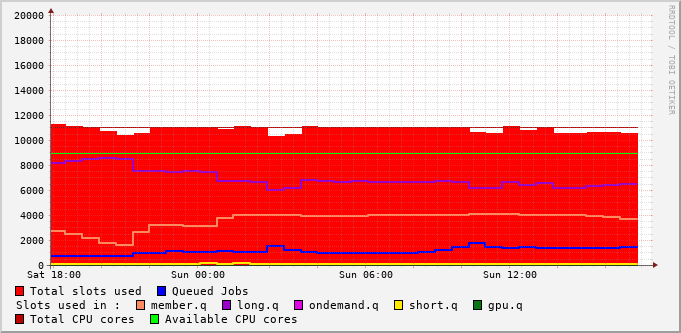 20000
18000
16000
14000
12000
10000
8000
6000
4000
2000
0
Sat 18:00 Sun 00:00 Sun 06:00 Sun 12:00
Total slots used Queued Jobs
Slots used in : member.q long.q ondemand.q short.q gpu.q
Total CPU cores Available CPU cores
RRDTOOL / TOBI OETIKER